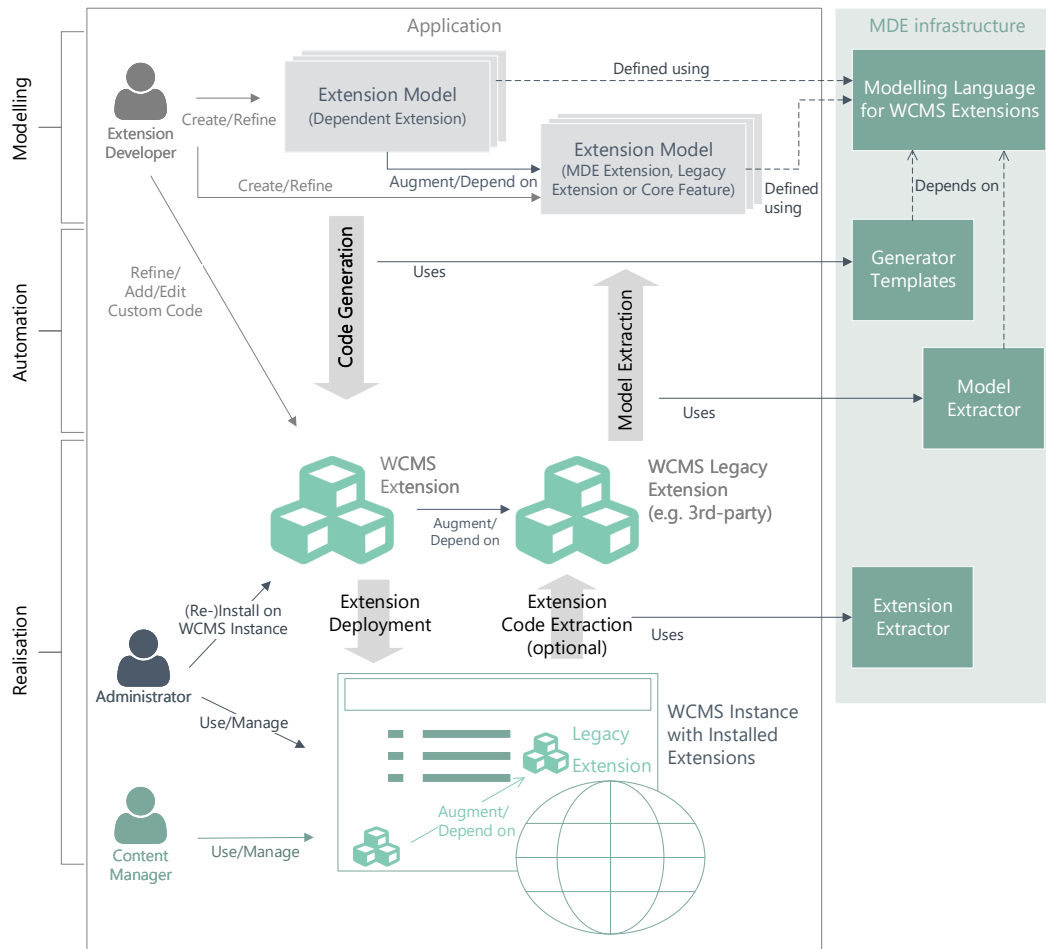 Application
MDE infrastructure
Modelling
Extension
Developer
Create/Refine
Extension Model
(Dependent Extension)
Defined using
Modelling Language
for WCMS Extensions
Create/Refine
Augment/Depend on
Extension Model
(MDE Extension, Legacy
Extension or Core Feature)
Defined
using
Depends on
Automation
Refine/
Add/Edit
Custom Code
Code Generation
Uses
Generator
Templates
Model Extraction
Uses
Model
Extractor
Realisation
WCMS
Extension
Augment/
Depend on
WCMS Legacy
Extension
(e.g. 3rd-party)
(Re-)Install on
WCMS Instance
Extension
Deployment
Extension
Code Extraction
(optional)
Uses
Extension
Extractor
Administrator
Use/Manage
WCMS Instance
with Installed
Extensions
Legacy
Extension
Augment/
Depend on
Content
Manager
Use/Manage